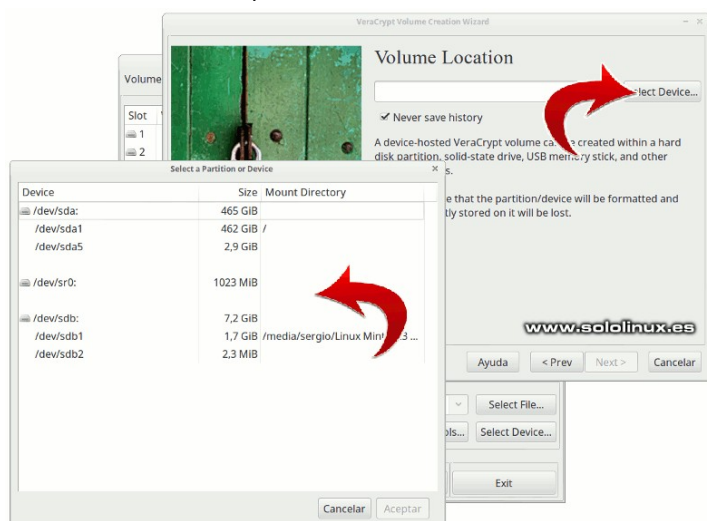 VeraCrypt Volume Creation Wizard
Volume Location
Select Device...
Never save history
A device-hosted VeraCrypt volume can be created within a hard
disk partition, solid-state drive, USB memory stick, and other
s.
e that the partition/device will be formatted and
tly stored on it will be lost.
www.sololinux.es
Ayuda
< Prev
Next >
Cancelar
Volume
Slot
1
2
Select a Partition or Device
Device Size Mount Directory
/dev/sda: 465 GiB
/dev/sda1 462 GiB /
/dev/sda5 2,9 GiB
/dev/sr0: 1023 MiB
/dev/sdb: 7,2 GiB
/dev/sdb1 1,7 GiB /media/sergio/Linux Mint ...
/dev/sdb2 2,3 MiB
Cancelar
Aceptar
Select File...
ols...
Select Device...
Exit